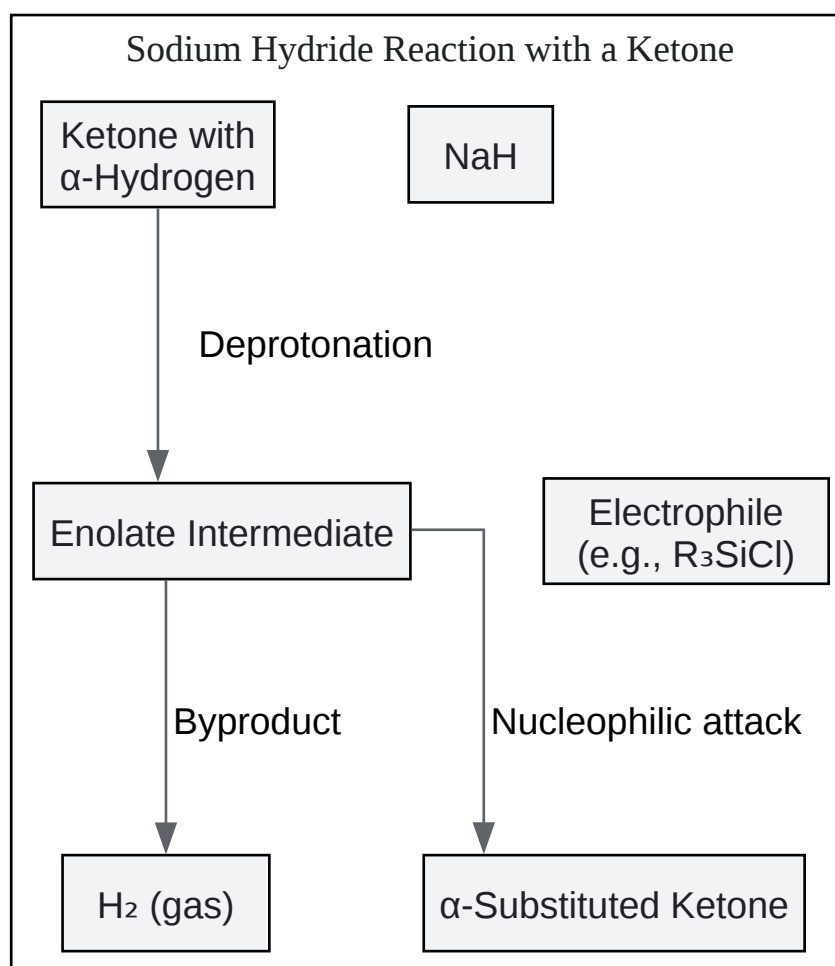 Sodium Hydride Reaction with a Ketone
Ketone with
α-Hydrogen
NaH
Deprotonation
Enolate Intermediate
Electrophile
(e.g., R₃SiCl)
Byproduct
Nucleophilic attack
H₂ (gas)
α-Substituted Ketone